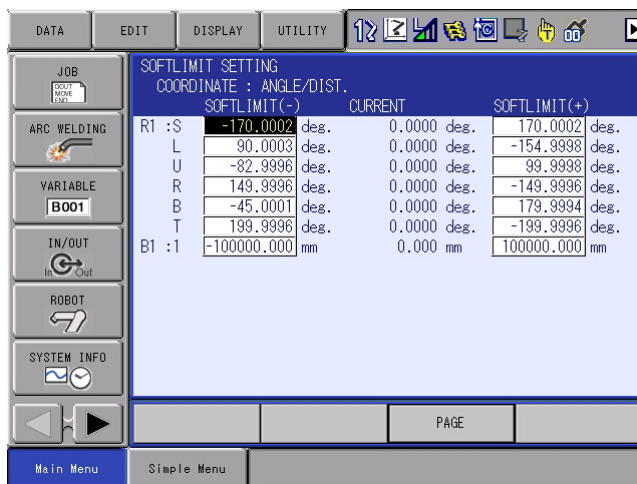 DATA EDIT DISPLAY UTILITY
JOB
DOUT
MOVE
END
ARC WELDING
VARIABLE
B001
IN/OUT
In Out
ROBOT
SYSTEM INFO
SOFTLIMIT SETTING
COORDINATE : ANGLE/DIST.
SOFTLIMIT(-) CURRENT SOFTLIMIT(+)
R1 :S -170.0002 deg. 0.0000 deg. 170.0002 deg.
L 90.0003 deg. 0.0000 deg. -154.9998 deg.
U -82.9996 deg. 0.0000 deg. 99.9998 deg.
R 149.9996 deg. 0.0000 deg. -149.9996 deg.
B -45.0001 deg. 0.0000 deg. 179.9994 deg.
T 199.9996 deg. 0.0000 deg. -199.9996 deg.
B1 :1 -100000.000 mm 0.000 mm 100000.000 mm
PAGE
Main Menu Simple Menu